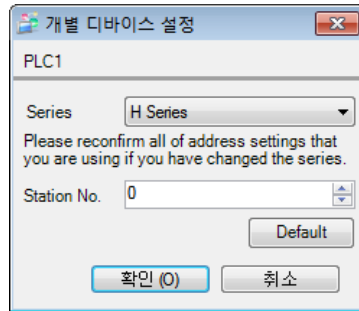 개별 디바이스 설정
PLC1
Series H Series
Please reconfirm all of address settings that
you are using if you have changed the series.
Station No. 0
Default
확인 (O) 취소